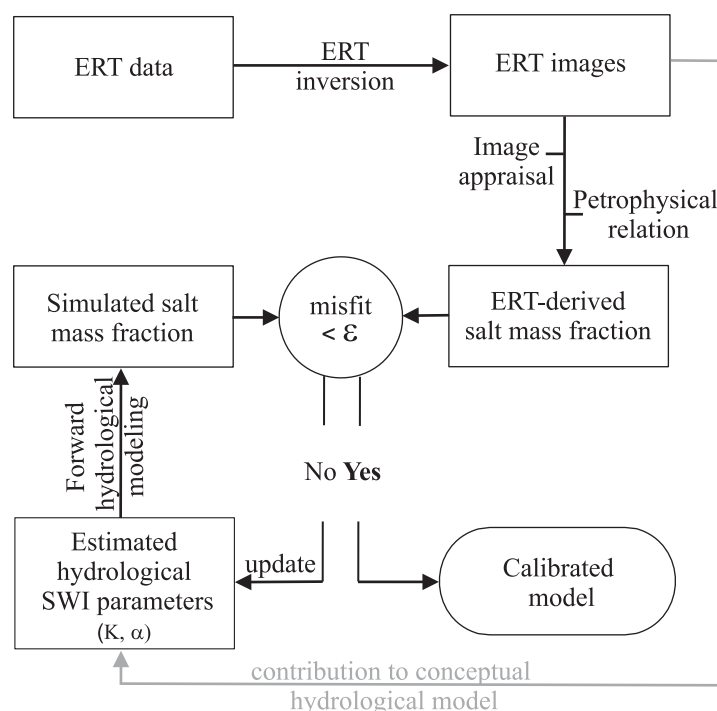 ERT data
ERT
inversion
ERT images
Image
appraisal
Petrophysical
relation
Simulated salt
mass fraction
misfit
< ε
ERT-derived
salt mass fraction
Forward
hydrological
modeling
No Yes
Estimated
hydrological
SWI parameters
(K, α)
update
Calibrated
model
contribution to conceptual
hydrological model